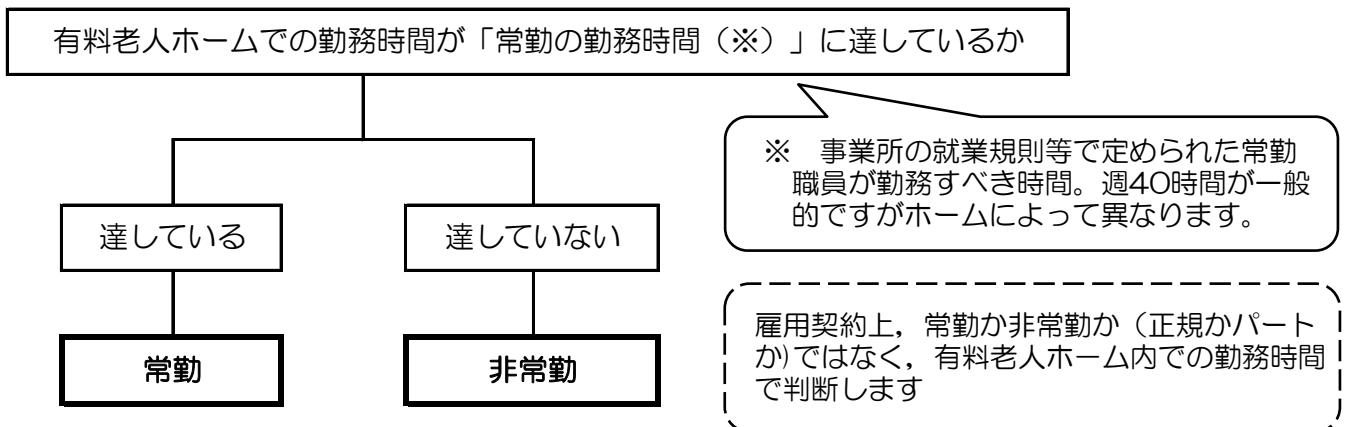 有料老人ホームでの勤務時間が「常勤の勤務時間(※)」に達しているか
※ 事業所の就業規則等で定められた常勤
職員が勤務すべき時間。週40時間が一般
的ですがホームによって異なります。
達している
達していない
雇用契約上,常勤か非常勤か(正規かパート
か)ではなく,有料老人ホーム内での勤務時間
で判断します
常勤
非常勤